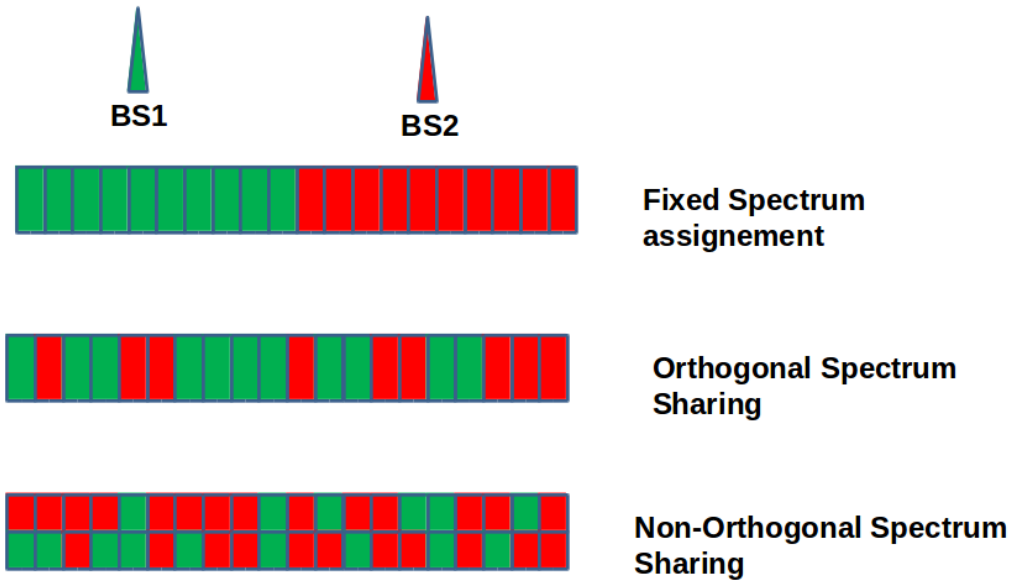 BS1
BS2
Fixed Spectrum
assignement
Orthogonal Spectrum
Sharing
Non-Orthogonal Spectrum
Sharing